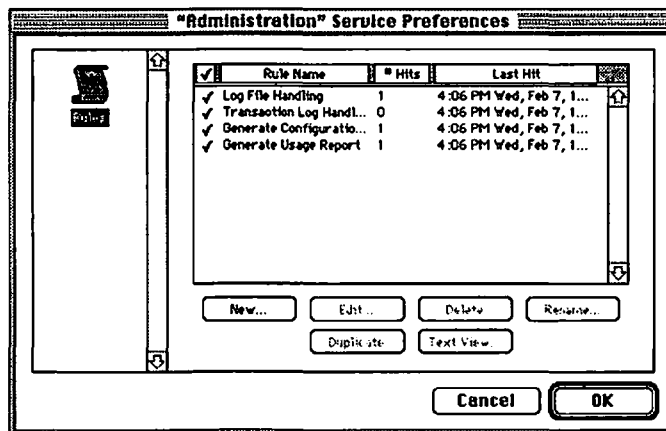 "Administration" Service Preferences
Rules
✓ Rule Name # Hits Last Hit
✓ Log File Handling 1 4:06 PM Wed, Feb 7, 1...
✓ Transaction Log Handl... 0 4:06 PM Wed, Feb 7, 1...
✓ Generate Configuratio... 1 4:06 PM Wed, Feb 7, 1...
✓ Generate Usage Report 1 4:06 PM Wed, Feb 7, 1...
New... Edit... Delete Rename...
Duplicate Text View...
Cancel OK